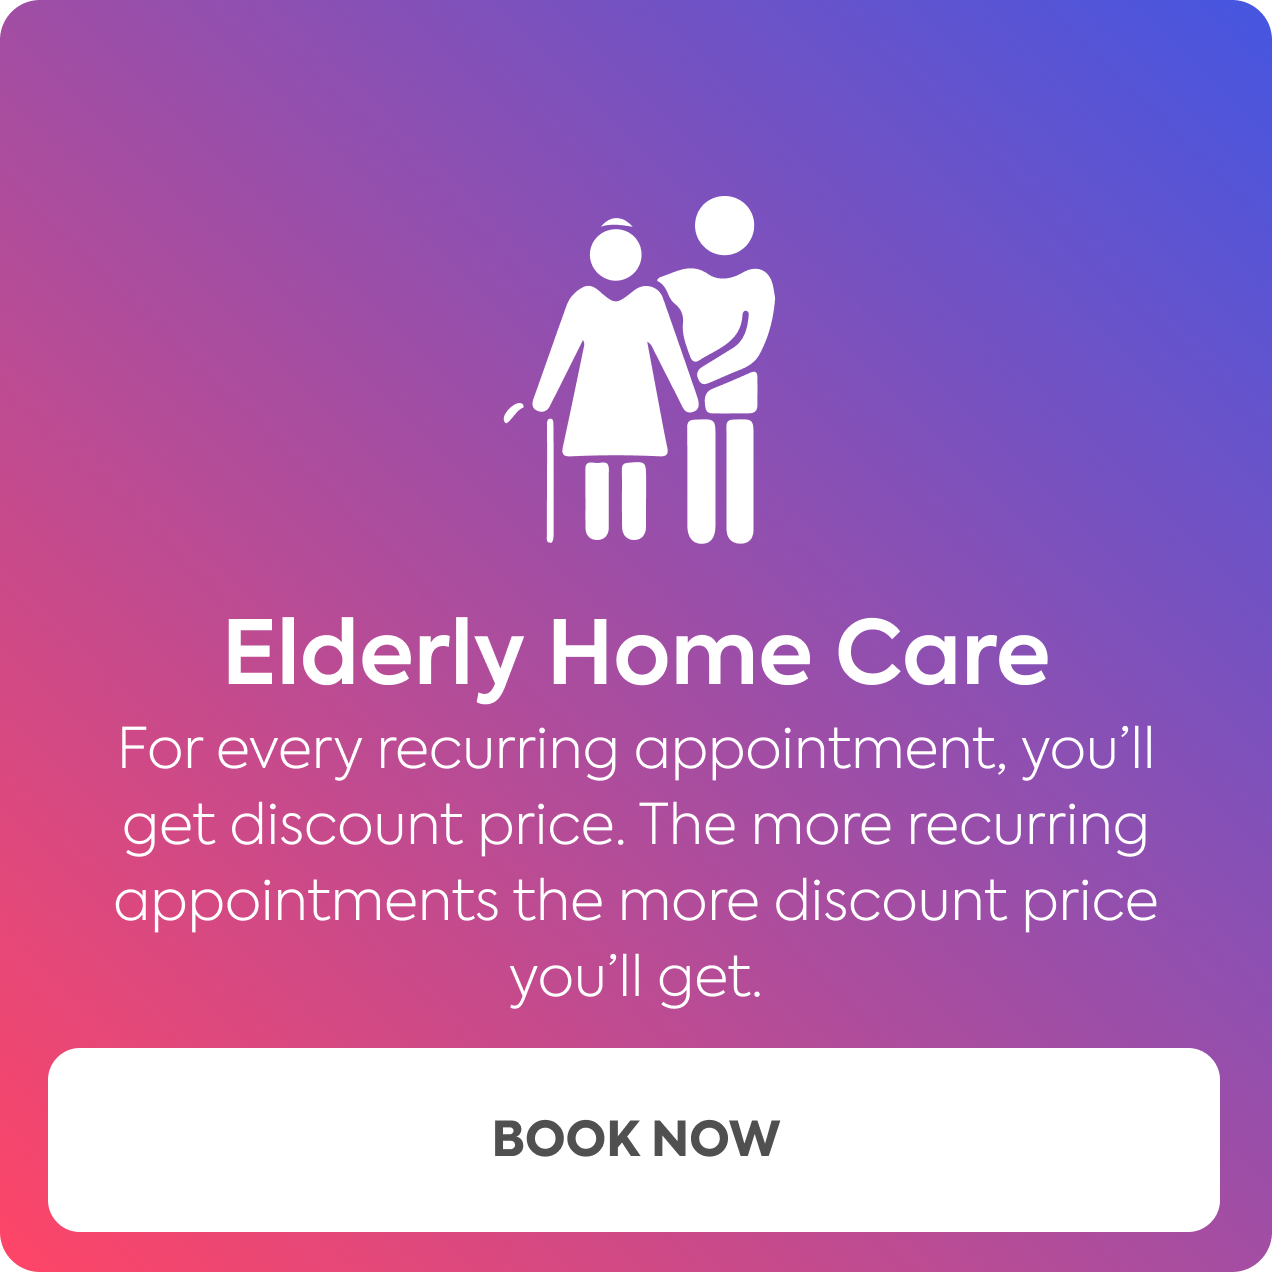 Elderly Home Care
For every recurring appointment, you’ll
get discount price. The more recurring
appointments the more discount price
you’ll get.
BOOK NOW